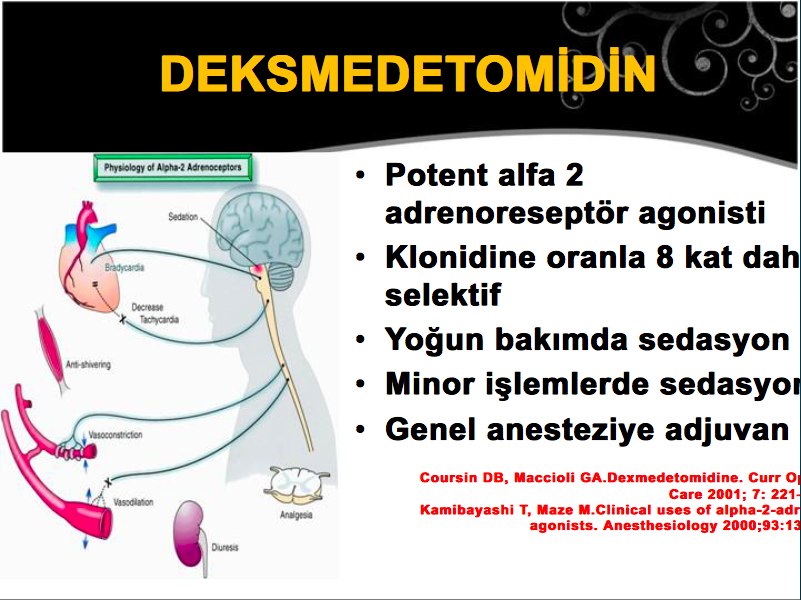 DEKSMEDETOMİDİN
Physiology of Alpha-2 Adrenoceptors
Sedation
Bradycardia
Decrease
Tachycardia
Anti-shivering
Vasoconstriction
Vasodilation
Analgesia
Diuresis
• Potent alfa 2
adrenoreseptör agonisti
• Klonidine oranla 8 kat dah
selektif
• Yoğun bakımda sedasyon
• Minor işlemlerde sedasyon
• Genel anesteziye adjuvan
Coursin DB, Maccioli GA.Dexmedetomidine. Curr Op
Care 2001; 7: 221-
Kamibayashi T, Maze M.Clinical uses of alpha-2-adr
agonists. Anesthesiology 2000;93:13